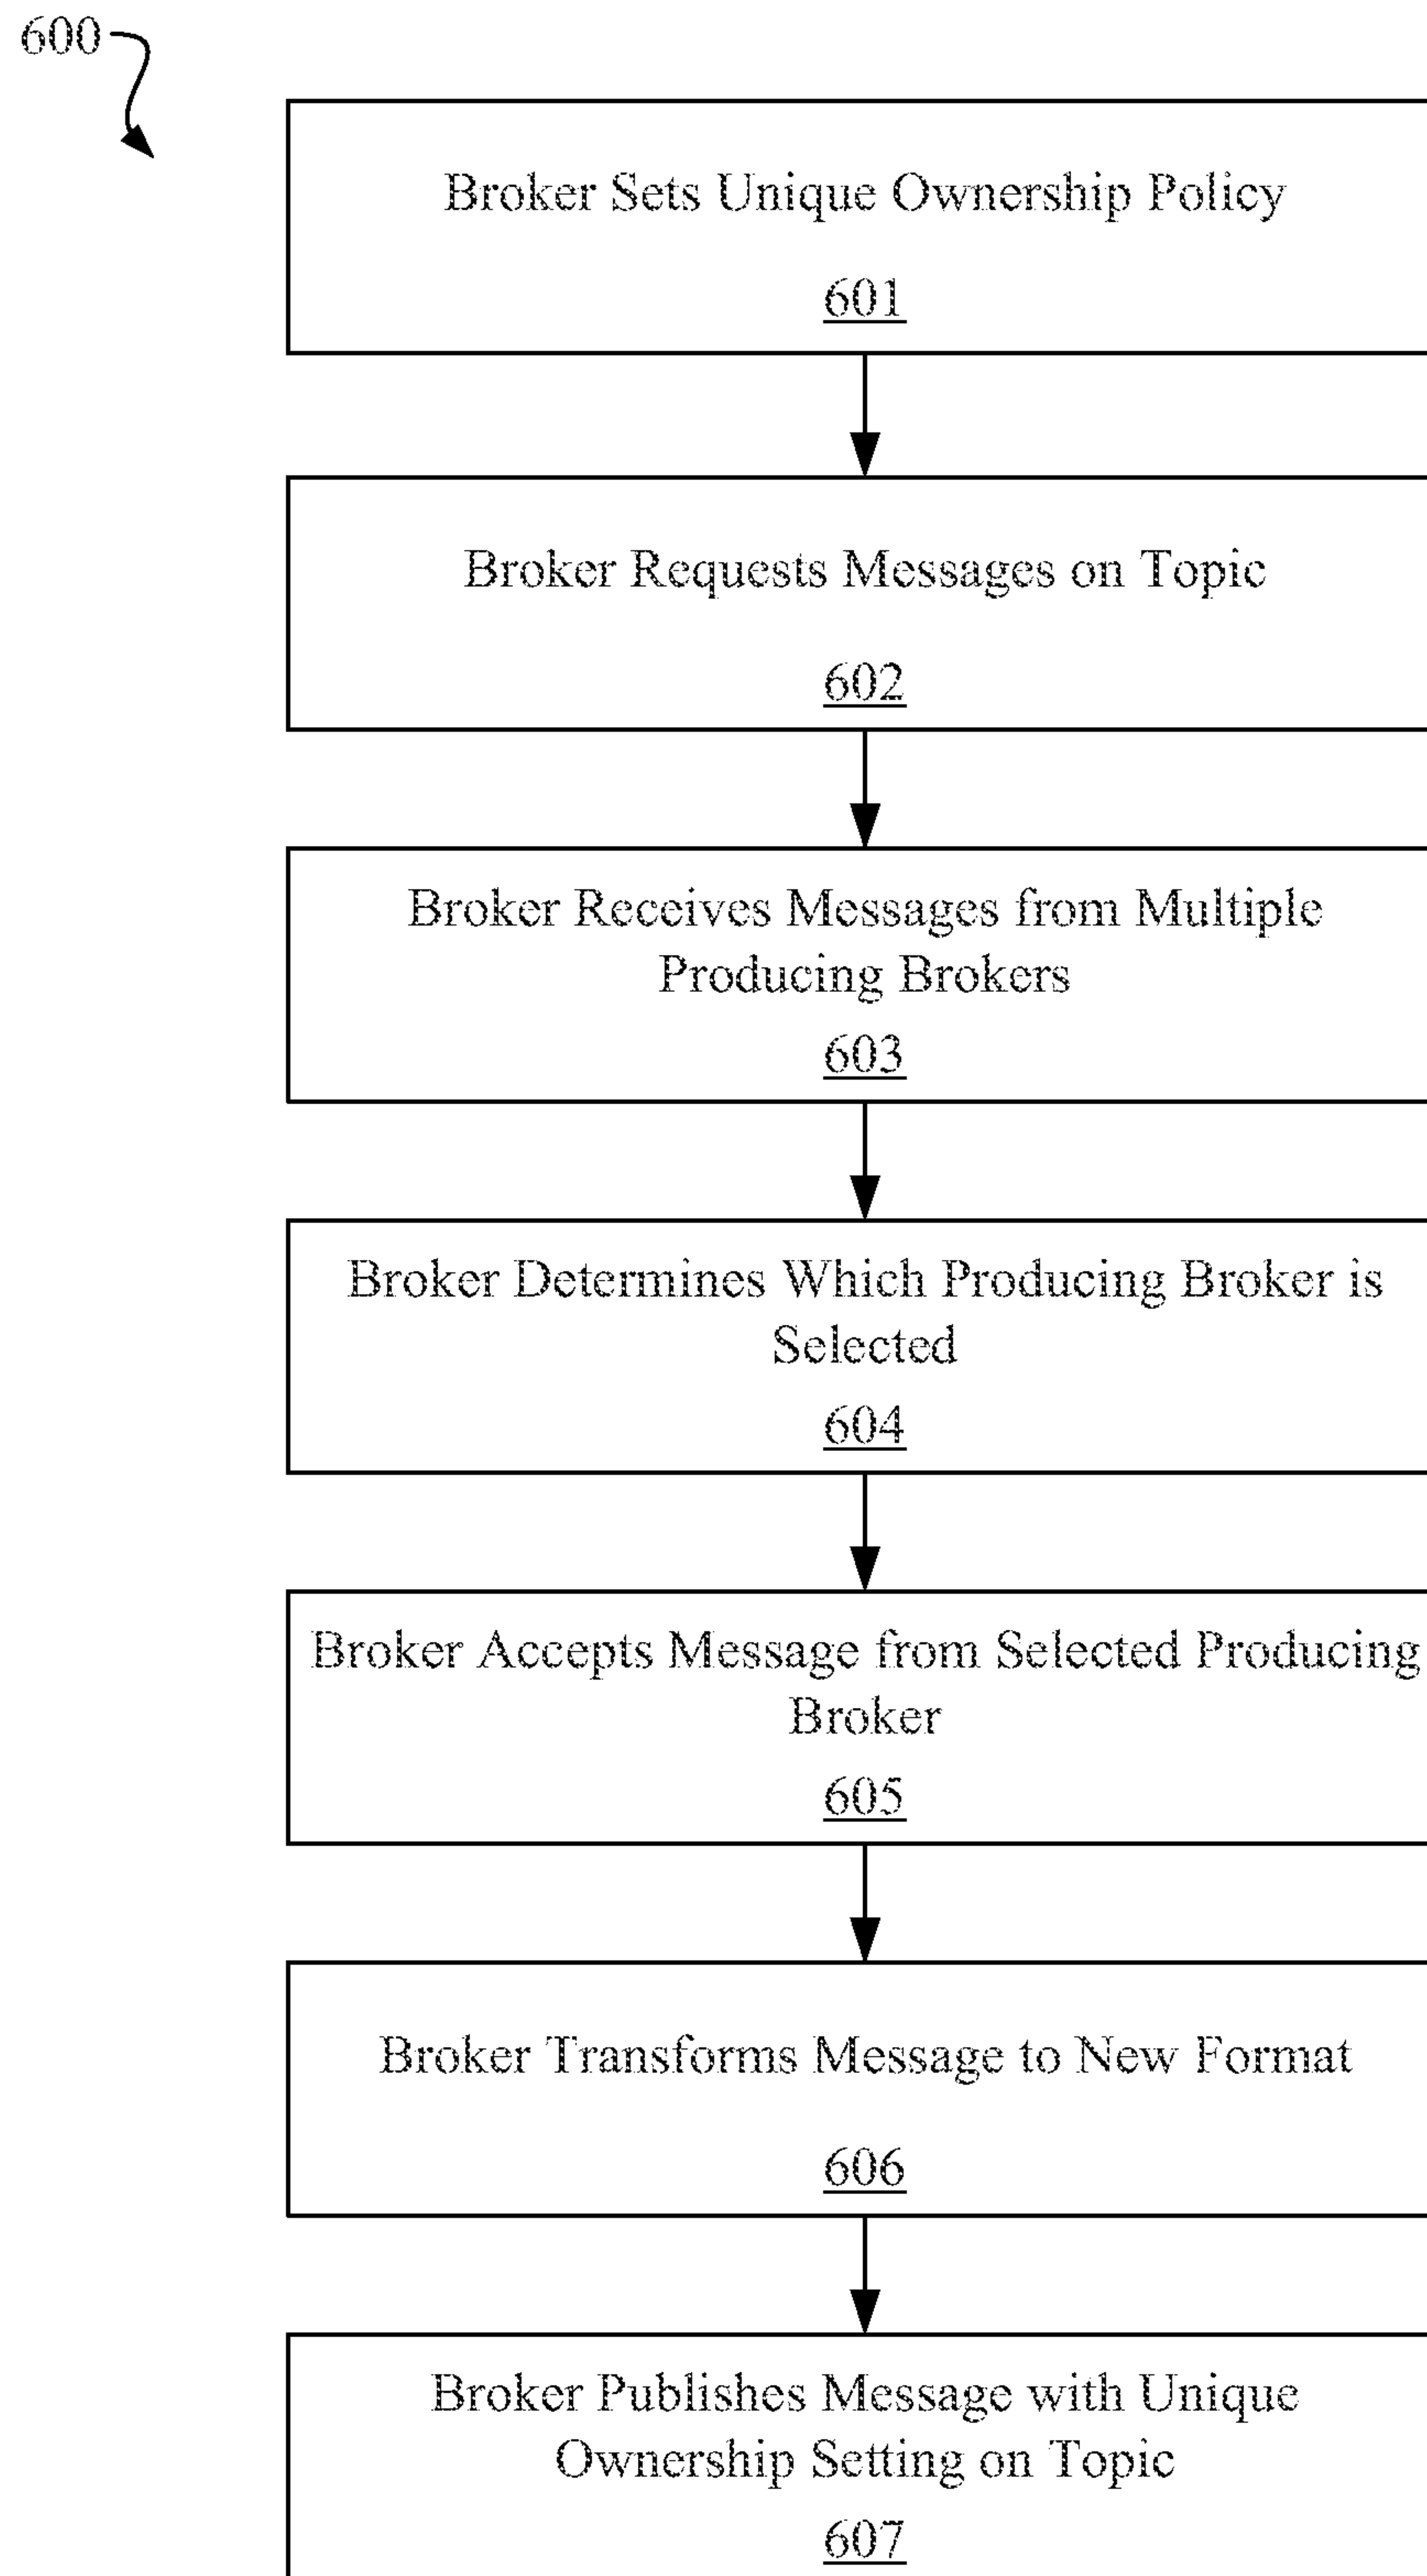 600
Broker Sets Unique Ownership Policy
601
Broker Requests Messages on Topic
602
Broker Receives Messages from Multiple
Producing Brokers
603
Broker Determines Which Producing Broker is
Selected
604
Broker Accepts Message from Selected Producing
Broker
605
Broker Transforms Message to New Format
606
Broker Publishes Message with Unique
Ownership Setting on Topic
607